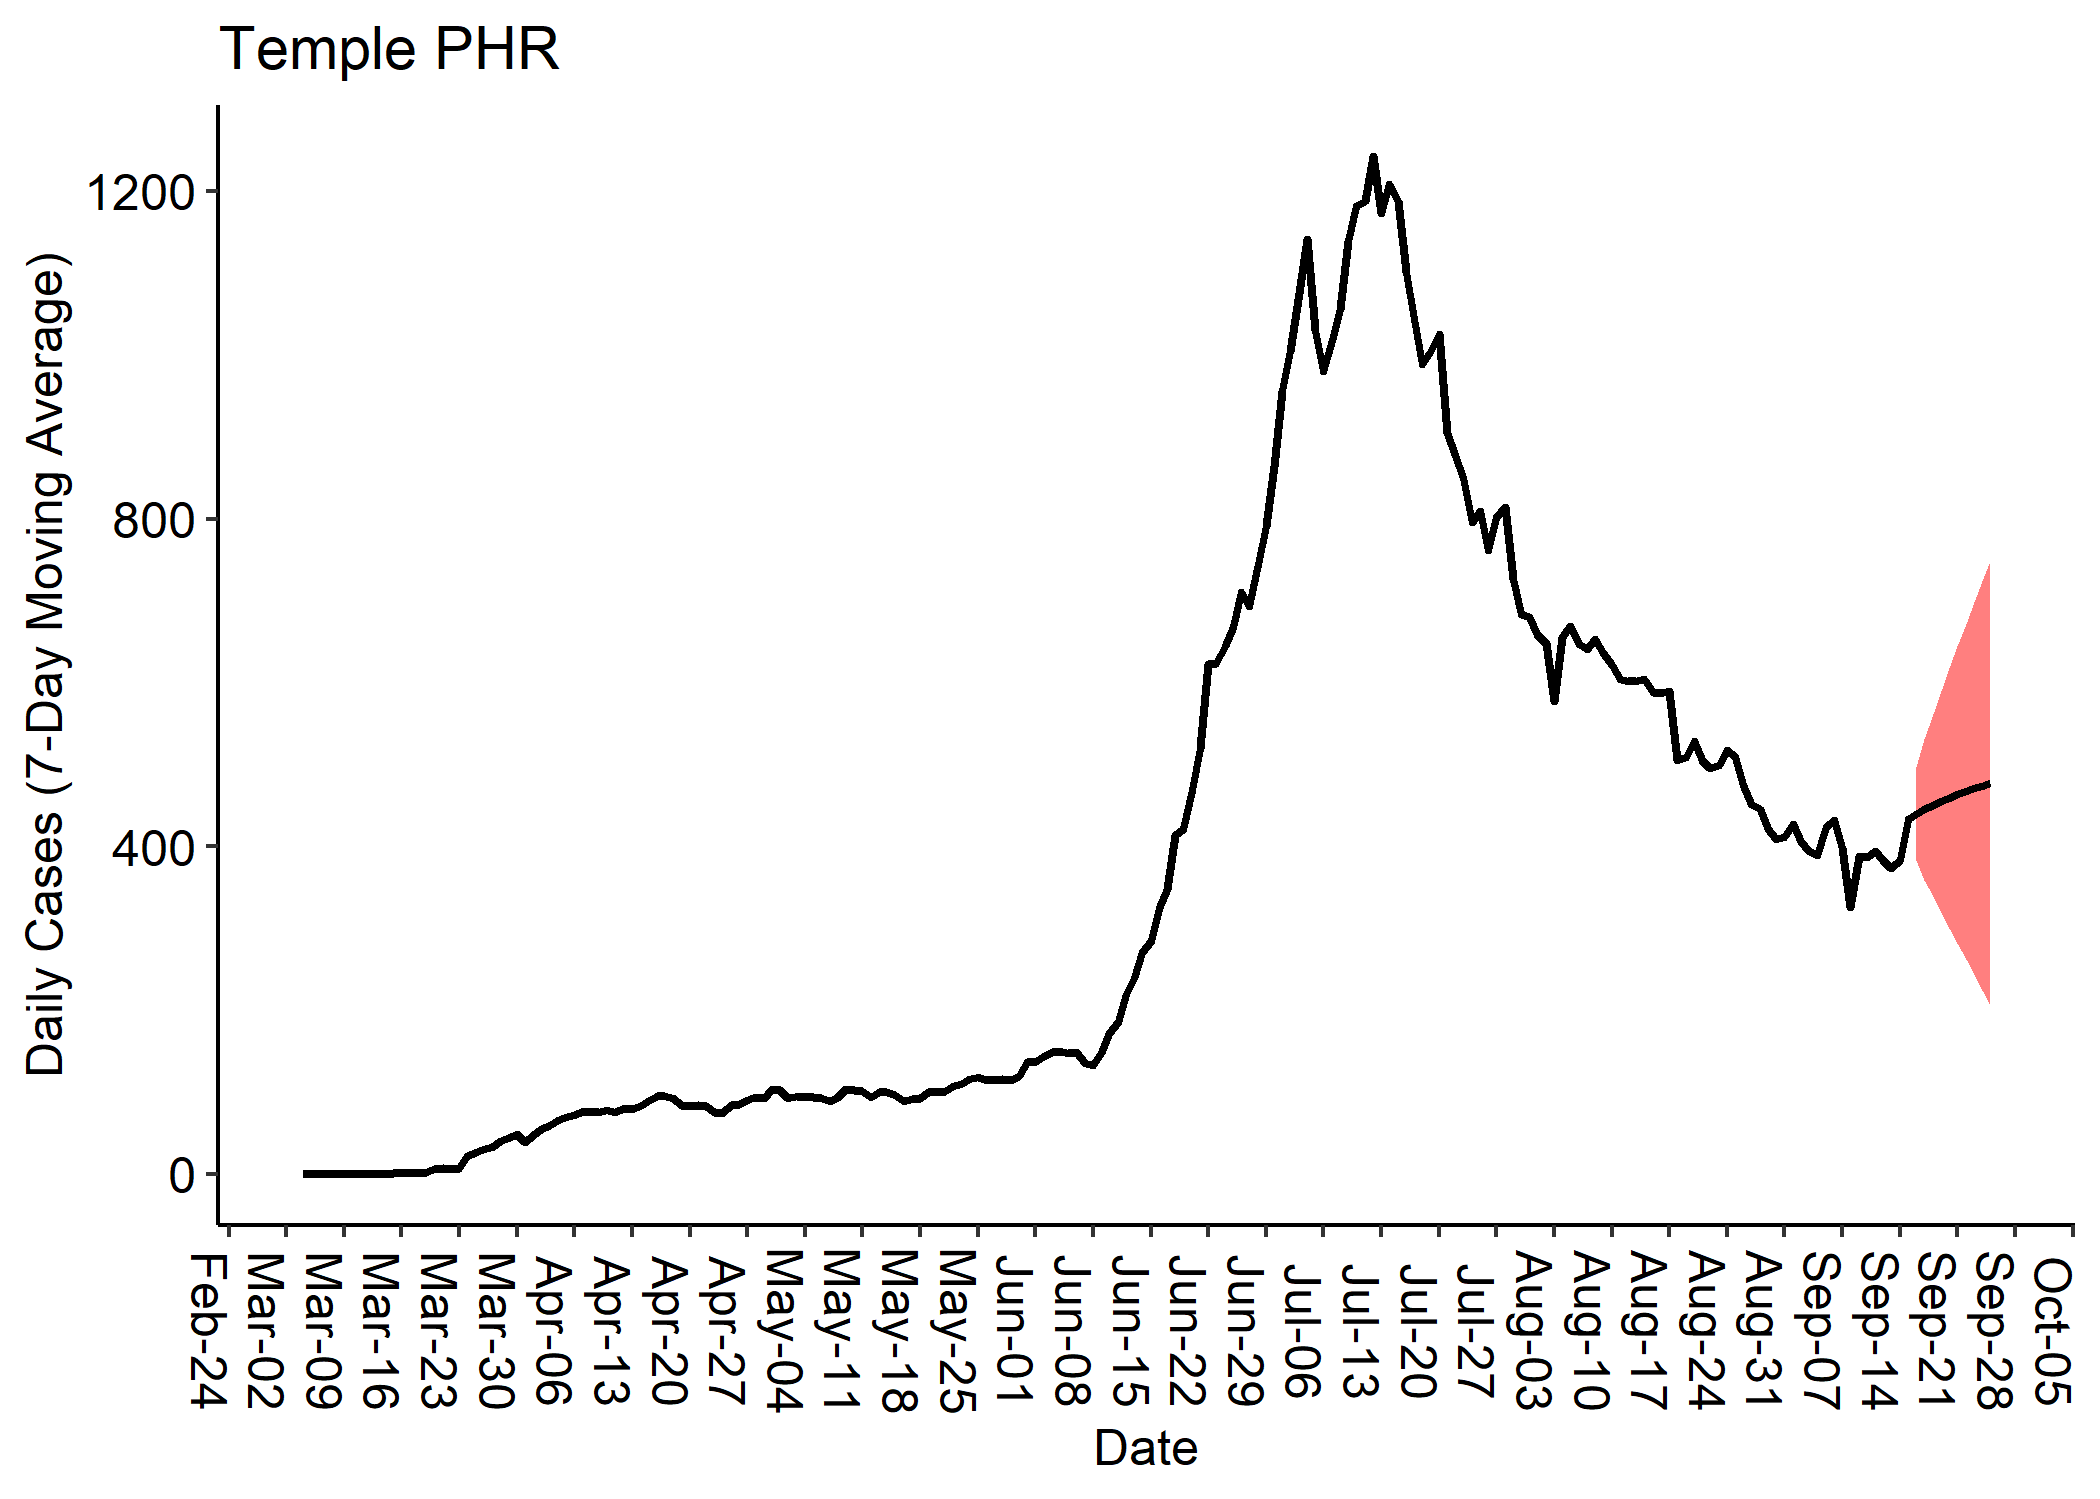 Temple PHR
Daily Cases (7-Day Moving Average)
1200
800
400
0
Feb-24
Mar-02
Mar-09
Mar-16
Mar-23
Mar-30
Apr-06
Apr-13
Apr-20
Apr-27
May-04
May-11
May-18
May-25
Jun-01
Jun-08
Jun-15
Jun-22
Jun-29
Jul-06
Jul-13
Jul-20
Jul-27
Aug-03
Aug-10
Aug-17
Aug-24
Aug-31
Sep-07
Sep-14
Sep-21
Sep-28
Oct-05
Date